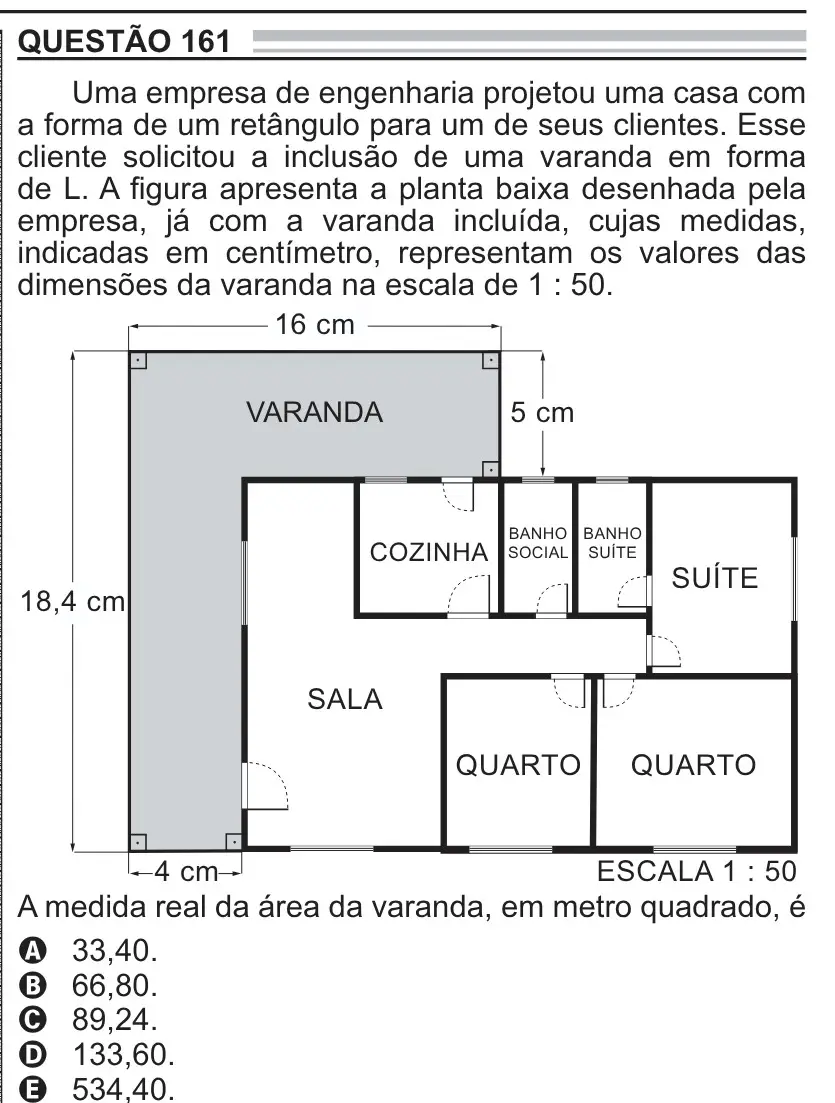 QUESTÃO 161
Uma empresa de engenharia projetou uma casa com
a forma de um retângulo para um de seus clientes. Esse
cliente solicitou a inclusão de uma varanda em forma
de L. A figura apresenta a planta baixa desenhada pela
empresa, já com a varanda incluída, cujas medidas,
indicadas em centímetro, representam os valores das
dimensões da varanda na escala de 1 : 50.
16 cm
VARANDA
5 cm
COZINHA
BANHO
SOCIAL
BANHO
SUÍTE
SUÍTE
18,4 cm
SALA
QUARTO
QUARTO
4 cm
ESCALA 1 : 50
A medida real da área da varanda, em metro quadrado, é
A 33,40.
B 66,80.
C 89,24.
D 133,60.
E 534,40.